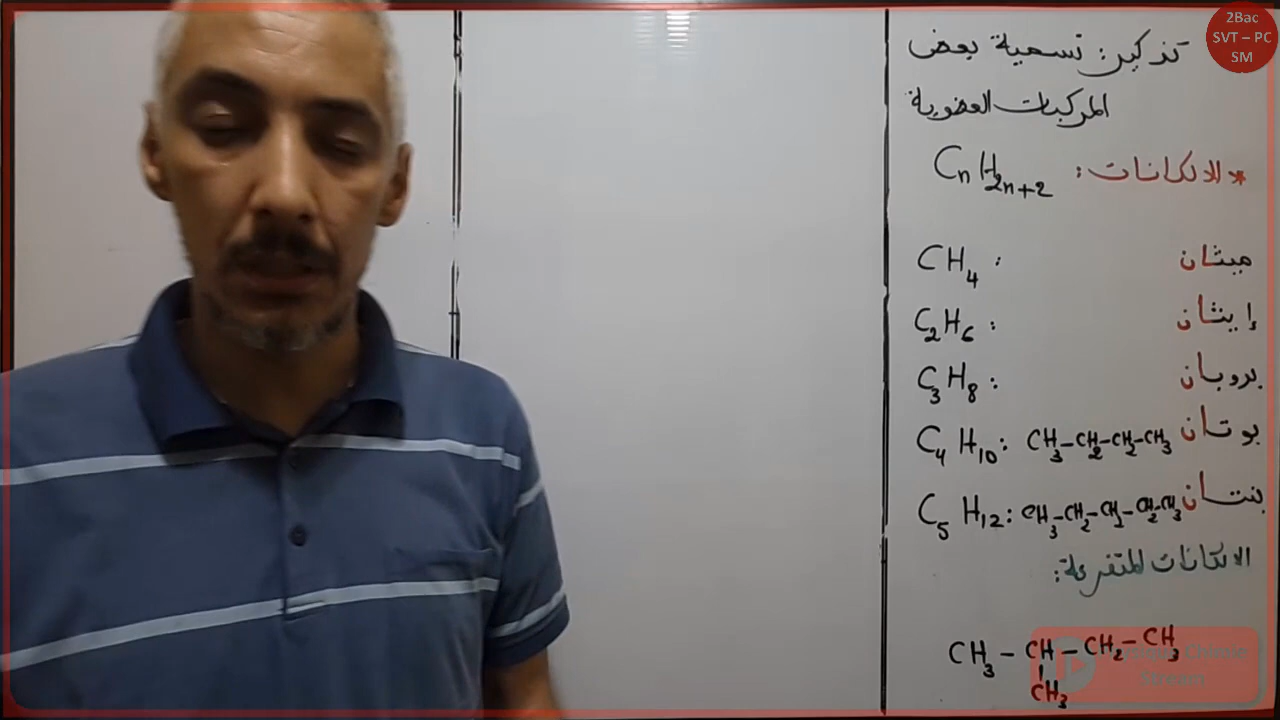 2Bac
SVT – PC
SM
تذكير: تسمية بعض
المركبات العضوية
* الالكانات: CnH2n+2
CH4 : ميثان
C2H6 : إيثان
C3H8 : بروبان
C4H10 : CH3–CH2–CH2–CH3 بوتان
C5H12 : CH3–CH2–CH2–CH2–CH3 بنتان
الالكانات المتفرعة:
CH3 – CH – CH2 – CH3
CH3
Chimie
Stream